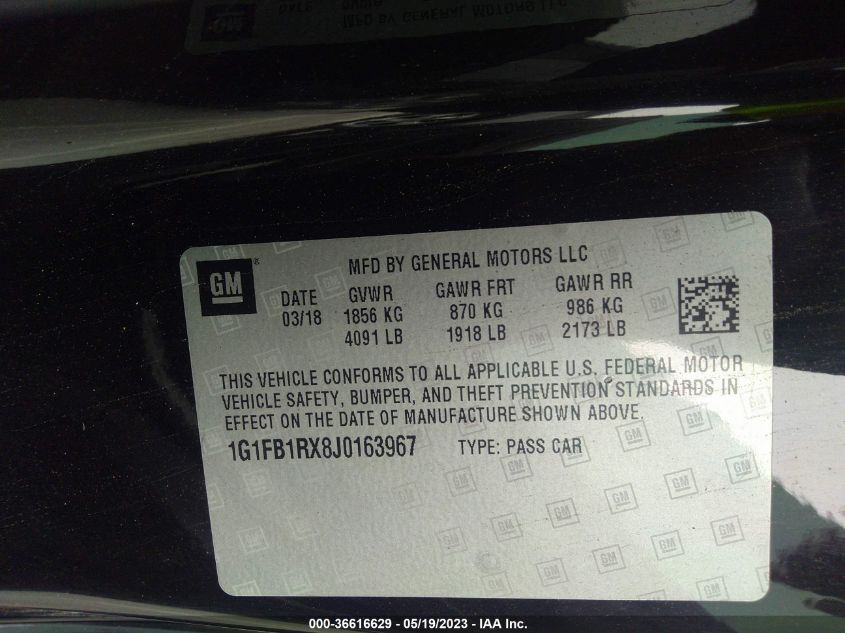 GM
MFD BY GENERAL MOTORS LLC
DATE GVWR GAWR FRT GAWR RR
03/18 1856 KG 870 KG 986 KG
4091 LB 1918 LB 2173 LB
THIS VEHICLE CONFORMS TO ALL APPLICABLE U.S. FEDERAL MOTOR
VEHICLE SAFETY, BUMPER, AND THEFT PREVENTION STANDARDS IN
EFFECT ON THE DATE OF MANUFACTURE SHOWN ABOVE.
1G1FB1RX8J0163967 TYPE: PASS CAR
000-36616629 - 05/19/2023 - IAA Inc.